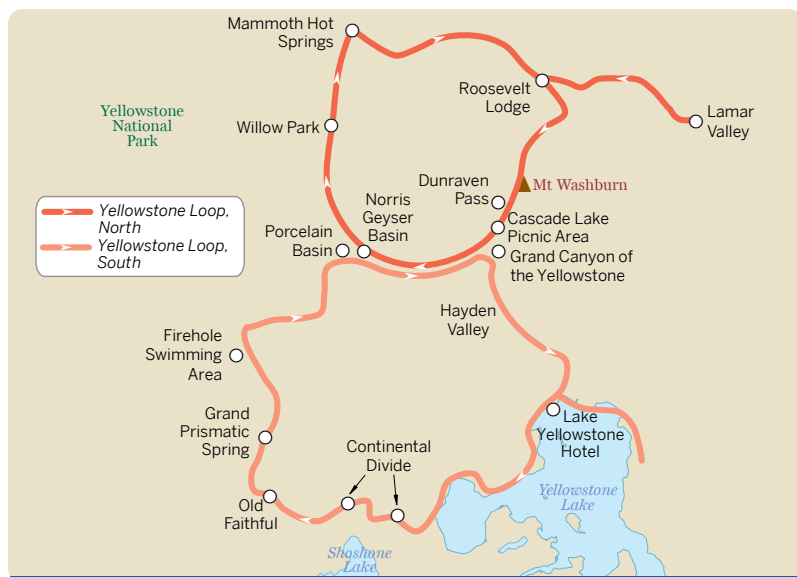 Mammoth Hot
Springs
Roosevelt
Lodge
Lamar
Valley
Yellowstone
National
Park
Willow Park
Dunraven
Pass
Mt Washburn
Yellowstone Loop,
North
Yellowstone Loop,
South
Norris
Geyser
Basin
Porcelain
Basin
Cascade Lake
Picnic Area
Grand Canyon of
the Yellowstone
Hayden
Valley
Firehole
Swimming
Area
Grand
Prismatic
Spring
Continental
Divide
Lake
Yellowstone
Hotel
Old
Faithful
Yellowstone
Lake
Shoshone
Lake